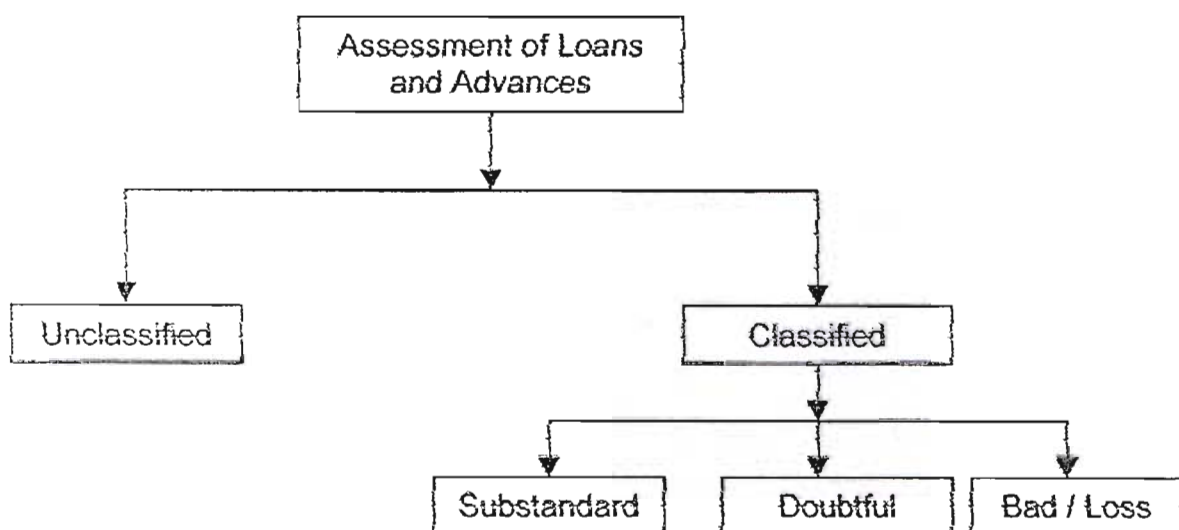 Assessment of Loans
and Advances
Unclassified
Classified
Substandard
Doubtful
Bad / Loss